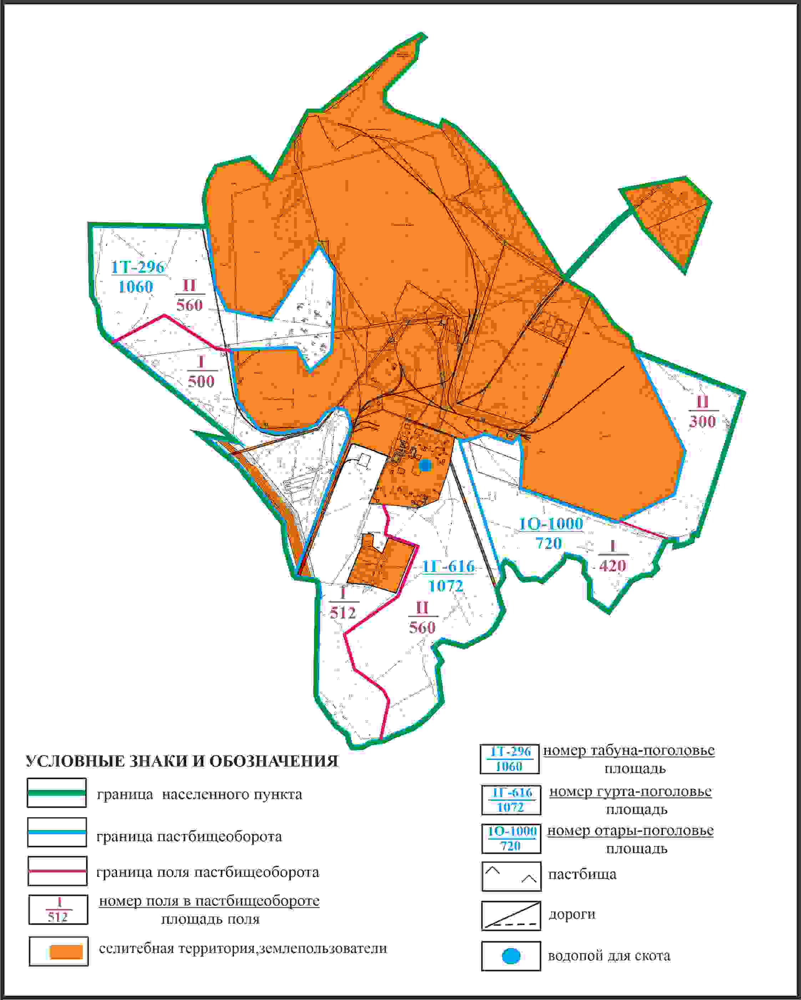 1Т-296
1060
II
560
I
500
II
300
1О-1000
720
I
420
1Г-616
1072
I
512
II
560
УСЛОВНЫЕ ЗНАКИ И ОБОЗНАЧЕНИЯ
граница населенного пункта
граница пастбищеоборота
граница поля пастбищеоборота
I
512
номер поля в пастбищеобороте
площадь поля
селитебная территория,землепользователи
1Т-296
1060
номер табуна-поголовье
площадь
1Г-616
1072
номер гурта-поголовье
площадь
1О-1000
720
номер отары-поголовье
площадь
пастбища
дороги
водопой для скота